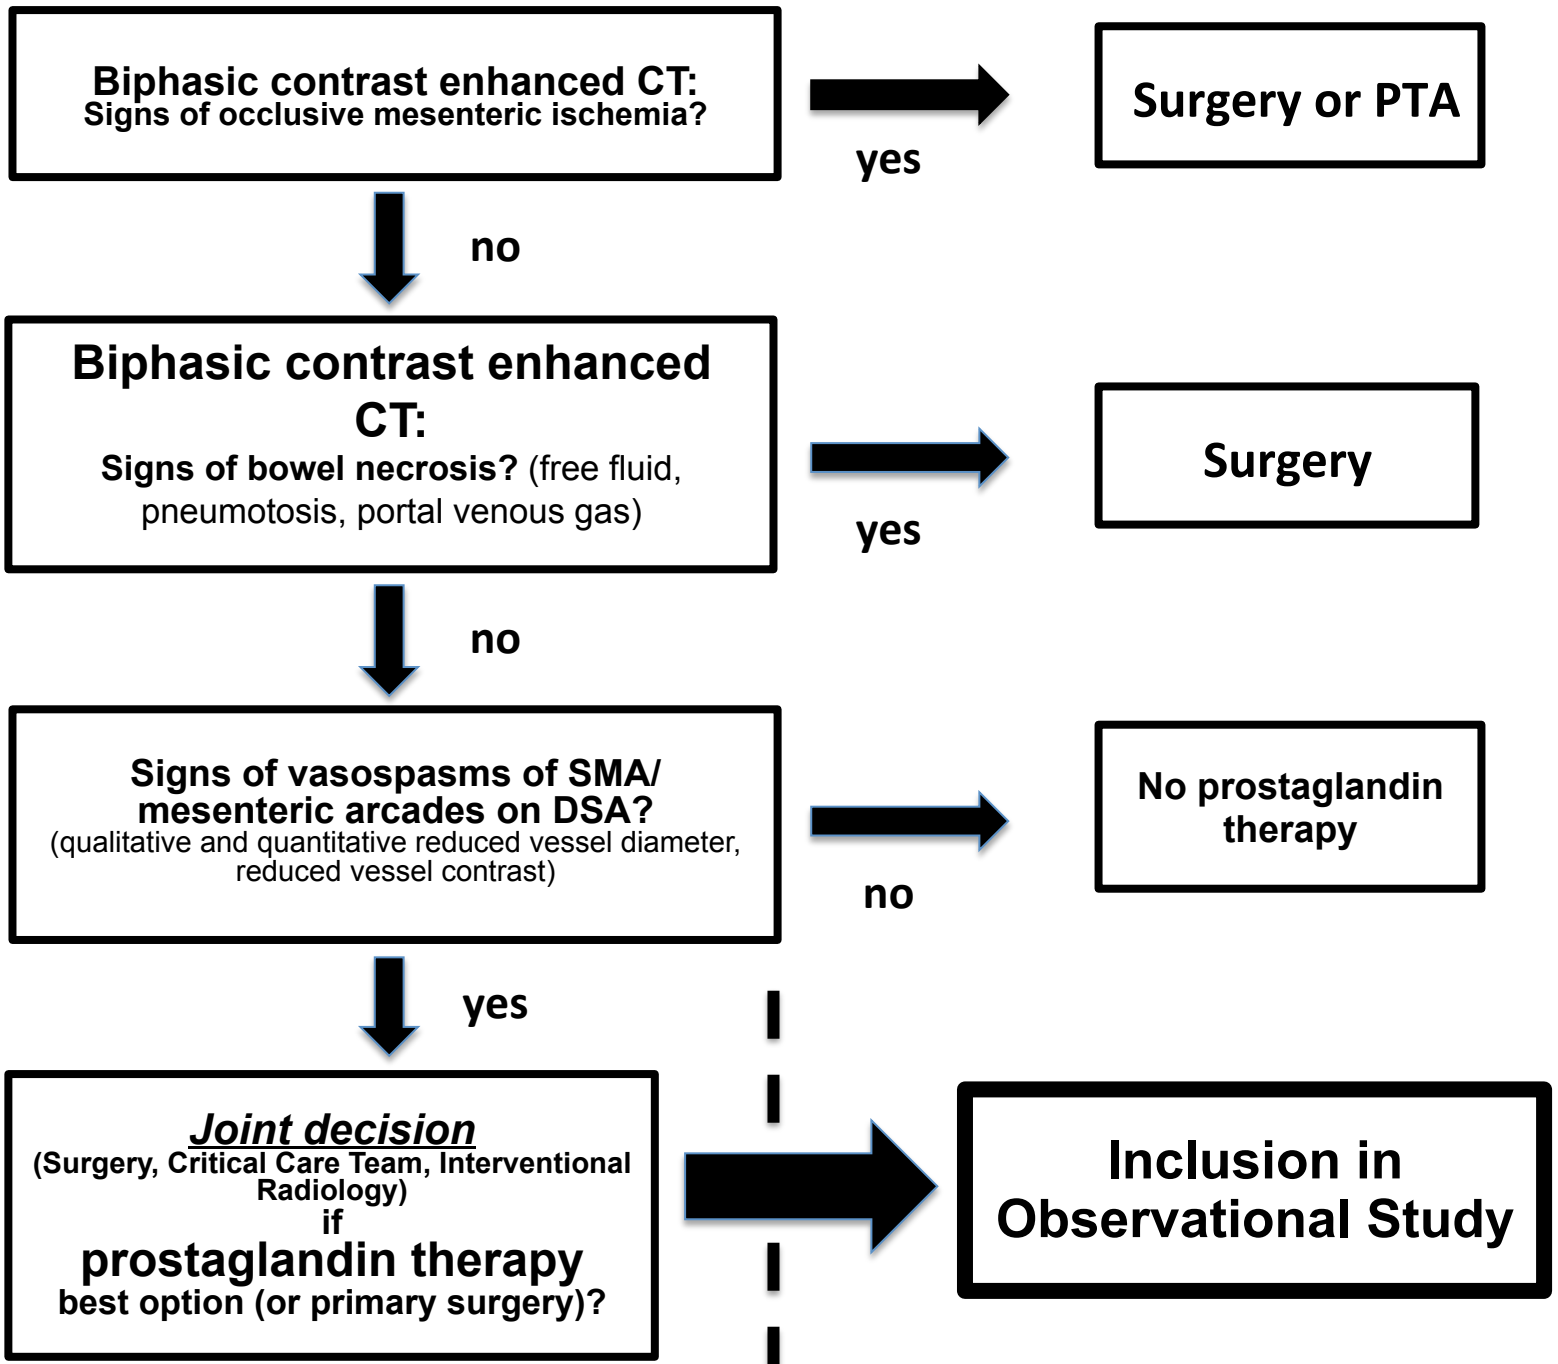 Biphasic contrast enhanced CT:
Signs of occlusive mesenteric ischemia?
yes
Surgery or PTA
no
Biphasic contrast enhanced
CT:
Signs of bowel necrosis? (free fluid,
pneumotosis, portal venous gas)
yes
Surgery
no
Signs of vasospasms of SMA/
mesenteric arcades on DSA?
(qualitative and quantitative reduced vessel diameter,
reduced vessel contrast)
no
No prostaglandin
therapy
yes
Joint decision
(Surgery, Critical Care Team, Interventional
Radiology)
if
prostaglandin therapy
best option (or primary surgery)?
Inclusion in
Observational Study